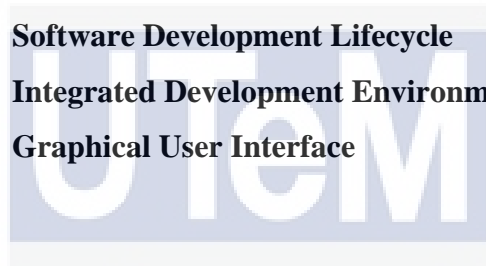 Software Development Lifecycle
Integrated Development Environm
Graphical User Interface
UTeM